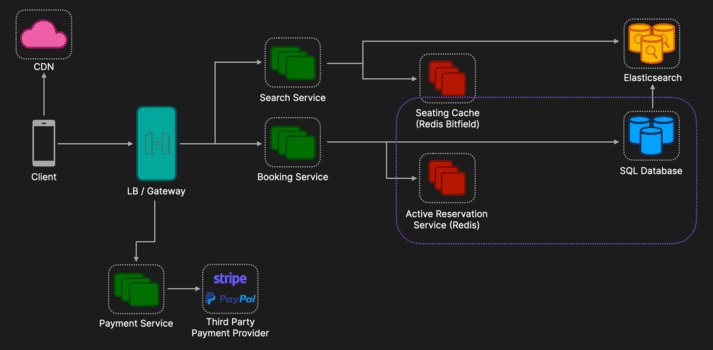 CDN
Client
LB / Gateway
Search Service
Booking Service
Seating Cache
(Redis Bitfield)
Active Reservation
Service (Redis)
Elasticsearch
SQL Database
Payment Service
stripe
PayPal
Third Party
Payment Provider